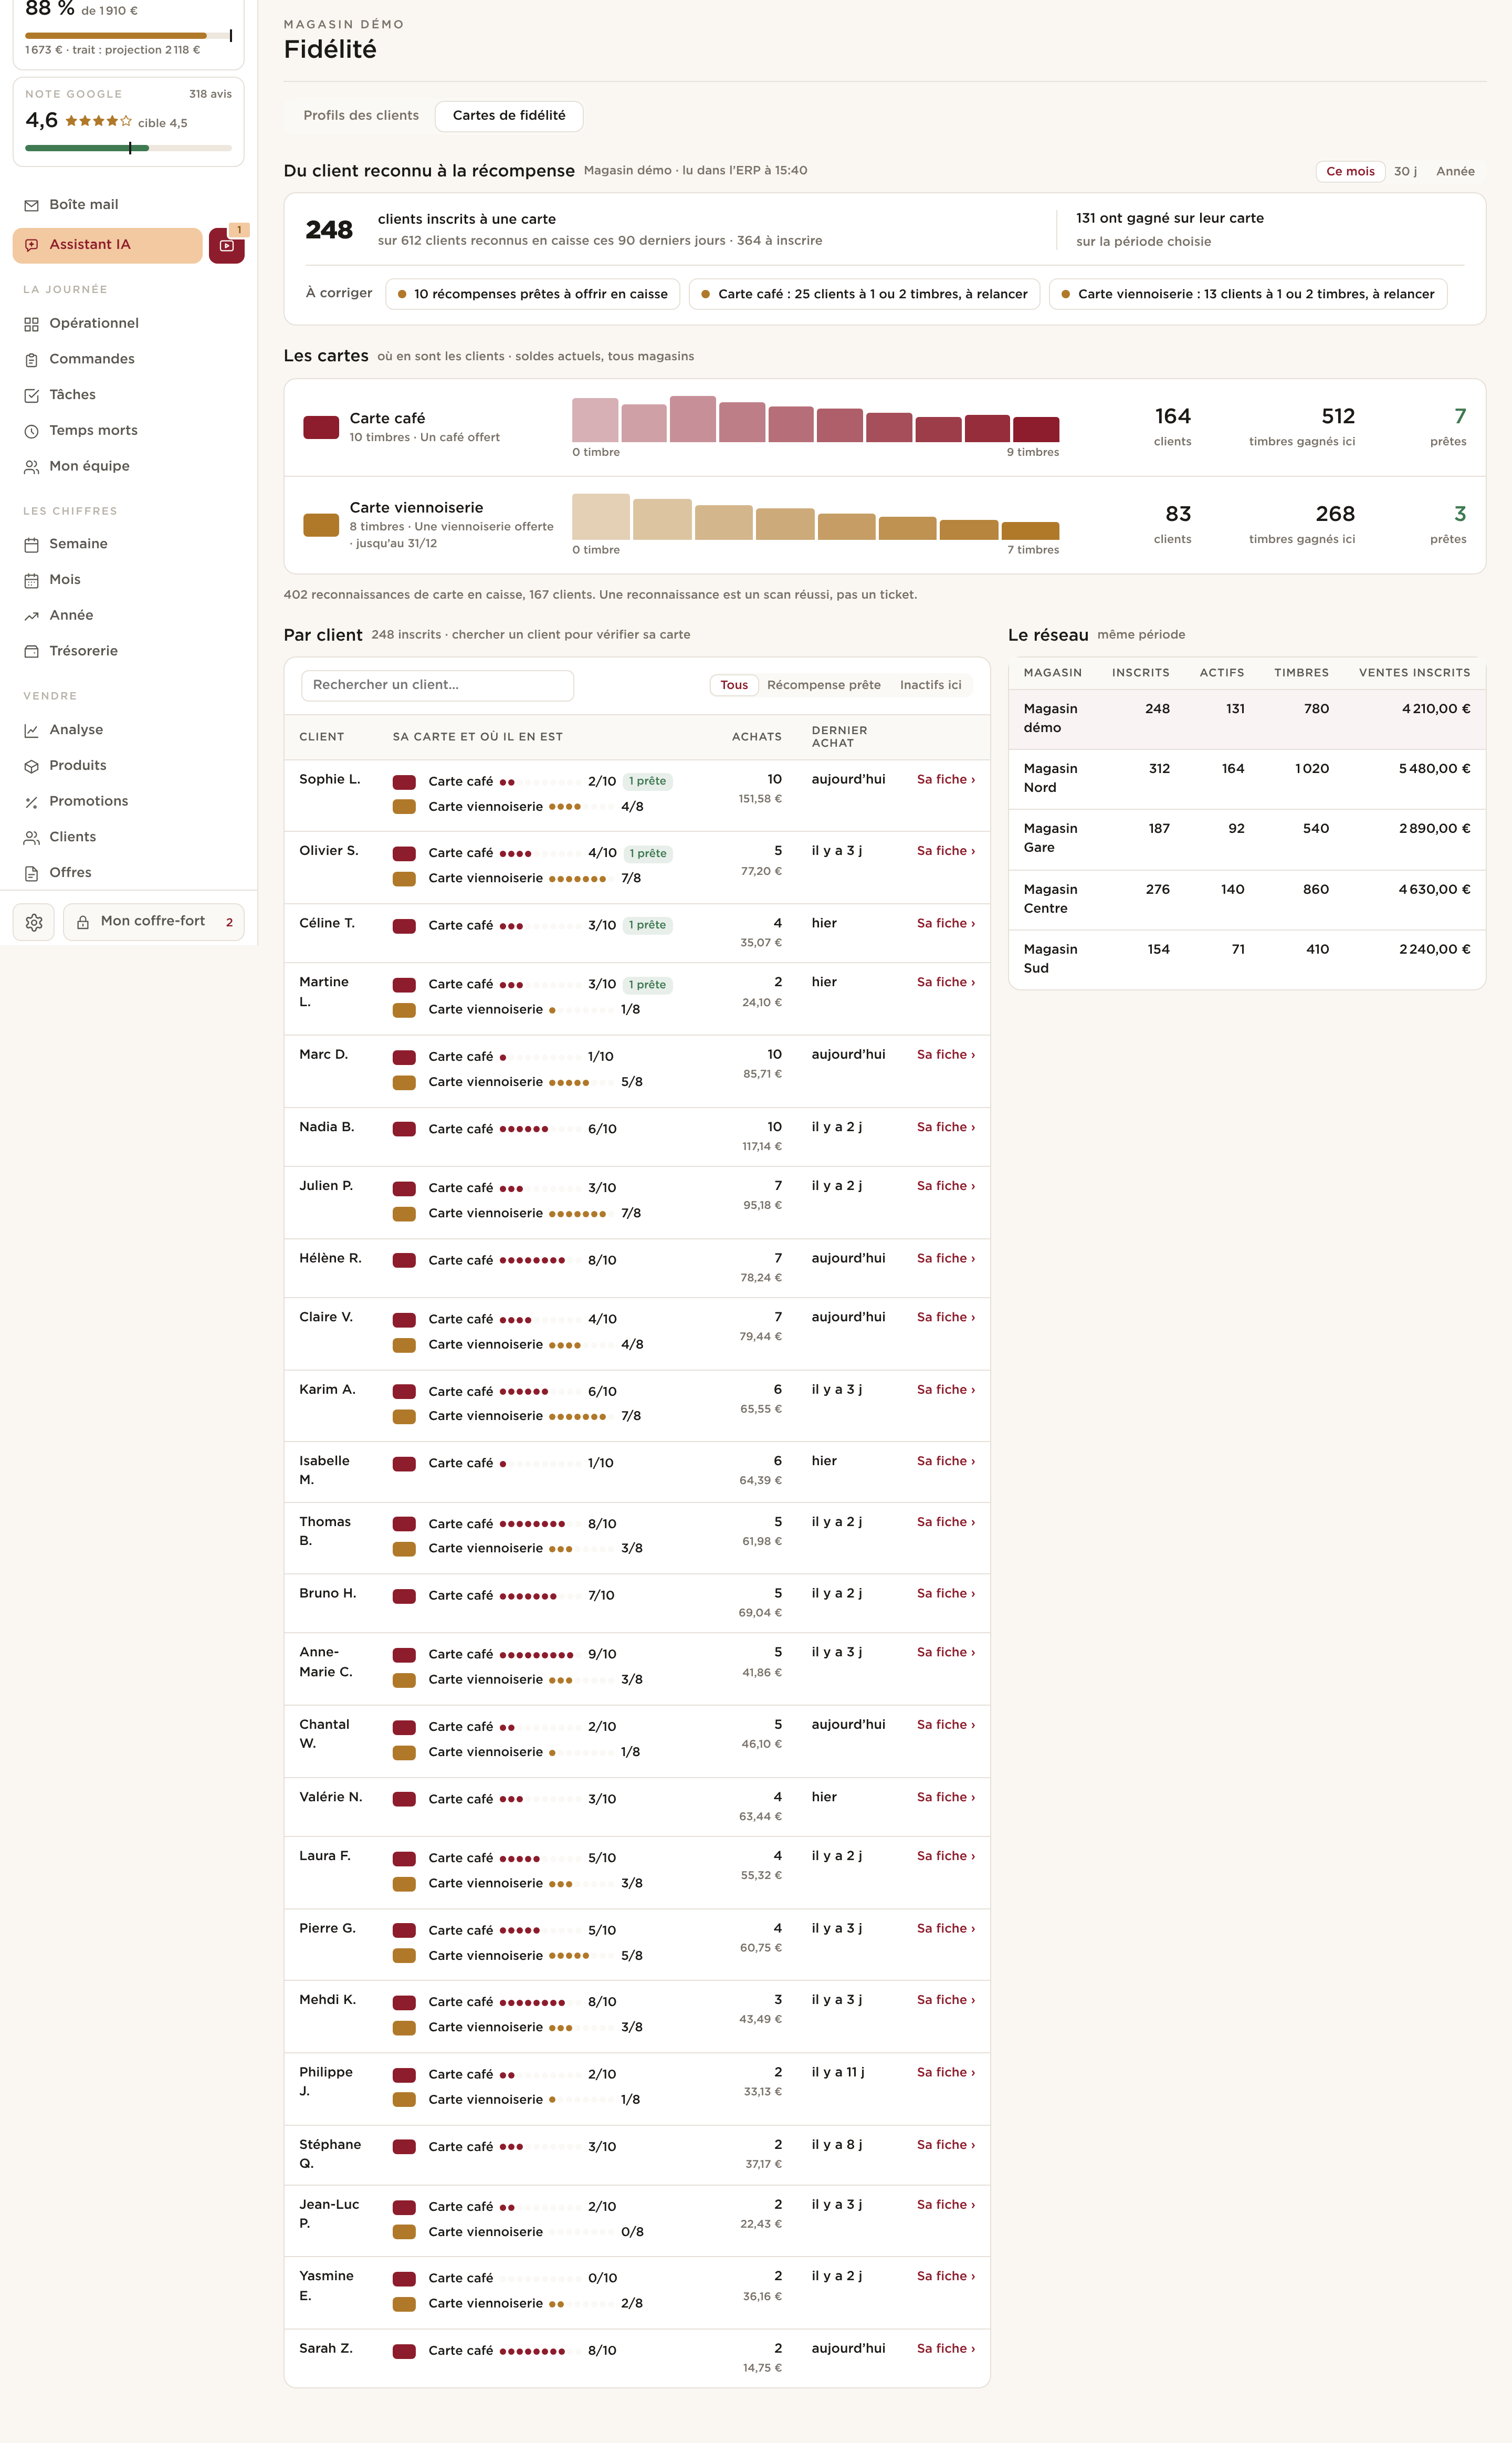 88 % de 1 910 €
1 673 € · trait : projection 2 118 €
NOTE GOOGLE 318 avis
4,6 cible 4,5
Boîte mail
Assistant IA 1
LA JOURNÉE
Opérationnel
Commandes
Tâches
Temps morts
Mon équipe
LES CHIFFRES
Semaine
Mois
Année
Trésorerie
VENDRE
Analyse
Produits
Promotions
Clients
Offres
Mon coffre-fort 2
MAGASIN DÉMO
Fidélité
Profils des clients Cartes de fidélité
Du client reconnu à la récompense Magasin démo · lu dans l'ERP à 15:40 Ce mois 30 j Année
248 clients inscrits à une carte
sur 612 clients reconnus en caisse ces 90 derniers jours · 364 à inscrire
131 ont gagné sur leur carte
sur la période choisie
À corriger 10 récompenses prêtes à offrir en caisse Carte café : 25 clients à 1 ou 2 timbres, à relancer Carte viennoiserie : 13 clients à 1 ou 2 timbres, à relancer
Les cartes où en sont les clients · soldes actuels, tous magasins
Carte café
10 timbres · Un café offert
0 timbre 9 timbres
164 512 7
clients timbres gagnés ici prêtes
Carte viennoiserie
8 timbres · Une viennoiserie offerte
· jusqu'au 31/12
0 timbre 7 timbres
83 268 3
clients timbres gagnés ici prêtes
402 reconnaissances de carte en caisse, 167 clients. Une reconnaissance est un scan réussi, pas un ticket.
Par client 248 inscrits · chercher un client pour vérifier sa carte
Rechercher un client... Tous Récompense prête Inactifs ici
CLIENT SA CARTE ET OÙ IL EN EST ACHATS DERNIER
ACHAT
Sophie L. Carte café 2/10 1 prête 10 aujourd'hui Sa fiche ›
Carte viennoiserie 4/8 151,58 €
Olivier S. Carte café 4/10 1 prête 5 il y a 3 j Sa fiche ›
Carte viennoiserie 7/8 77,20 €
Céline T. Carte café 3/10 1 prête 4 hier Sa fiche ›
35,07 €
Martine Carte café 3/10 1 prête 2 hier Sa fiche ›
L. Carte viennoiserie 1/8 24,10 €
Marc D. Carte café 1/10 10 aujourd'hui Sa fiche ›
Carte viennoiserie 5/8 85,71 €
Nadia B. Carte café 6/10 10 il y a 2 j Sa fiche ›
117,14 €
Julien P. Carte café 3/10 7 il y a 2 j Sa fiche ›
Carte viennoiserie 7/8 95,18 €
Hélène R. Carte café 8/10 7 aujourd'hui Sa fiche ›
78,24 €
Claire V. Carte café 4/10 7 aujourd'hui Sa fiche ›
Carte viennoiserie 4/8 79,44 €
Karim A. Carte café 6/10 6 il y a 3 j Sa fiche ›
Carte viennoiserie 7/8 65,55 €
Isabelle Carte café 1/10 6 hier Sa fiche ›
M. 64,39 €
Thomas Carte café 8/10 5 il y a 2 j Sa fiche ›
B. Carte viennoiserie 3/8 61,98 €
Bruno H. Carte café 7/10 5 il y a 2 j Sa fiche ›
69,04 €
Anne- Carte café 9/10 5 il y a 3 j Sa fiche ›
Marie C. Carte viennoiserie 3/8 41,86 €
Chantal Carte café 2/10 5 aujourd'hui Sa fiche ›
W. Carte viennoiserie 1/8 46,10 €
Valérie N. Carte café 3/10 4 hier Sa fiche ›
63,44 €
Laura F. Carte café 5/10 4 il y a 2 j Sa fiche ›
Carte viennoiserie 3/8 55,32 €
Pierre G. Carte café 5/10 4 il y a 3 j Sa fiche ›
Carte viennoiserie 5/8 60,75 €
Mehdi K. Carte café 8/10 3 il y a 3 j Sa fiche ›
Carte viennoiserie 3/8 43,49 €
Philippe Carte café 2/10 2 il y a 11 j Sa fiche ›
J. Carte viennoiserie 1/8 33,13 €
Stéphane Carte café 3/10 2 il y a 8 j Sa fiche ›
Q. 37,17 €
Jean-Luc Carte café 2/10 2 il y a 3 j Sa fiche ›
P. Carte viennoiserie 0/8 22,43 €
Yasmine Carte café 0/10 2 il y a 2 j Sa fiche ›
E. Carte viennoiserie 2/8 36,16 €
Sarah Z. Carte café 8/10 2 aujourd'hui Sa fiche ›
14,75 €
Le réseau même période
MAGASIN INSCRITS ACTIFS TIMBRES VENTES INSCRITS
Magasin 248 131 780 4 210,00 €
démo
Magasin 312 164 1 020 5 480,00 €
Nord
Magasin 187 92 540 2 890,00 €
Gare
Magasin 276 140 860 4 630,00 €
Centre
Magasin 154 71 410 2 240,00 €
Sud